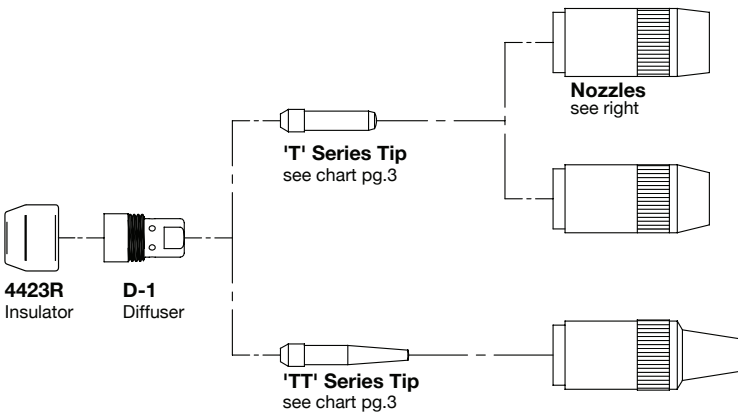 Nozzles
see right
'T' Series Tip
see chart pg.3
4423R
Insulator
D-1
Diffuser
'TT' Series Tip
see chart pg.3